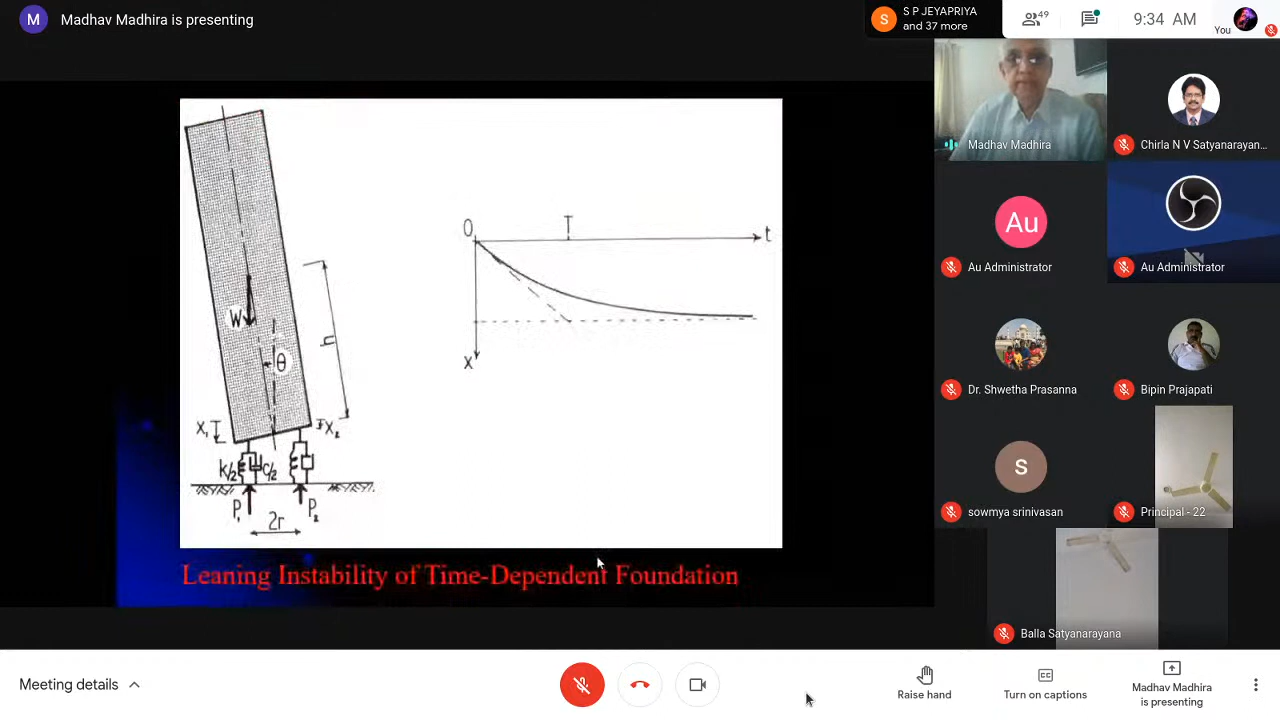 M
Madhav Madhira is presenting
S
S P JEYAPRIYA
and 37 more
49
9:34 AM
You
Madhav Madhira
Chirla N V Satyanarayan...
Au
Au Administrator
Au Administrator
Dr. Shwetha Prasanna
Bipin Prajapati
S
sowmya srinivasan
Principal - 22
Balla Satyanarayana
W
θ
h
X₁
X₂
k/2
c/2
P₁
P₂
2r
O
T
t
X
Leaning Instability of Time-Dependent Foundation
Meeting details
Raise hand
Turn on captions
Madhav Madhira
is presenting